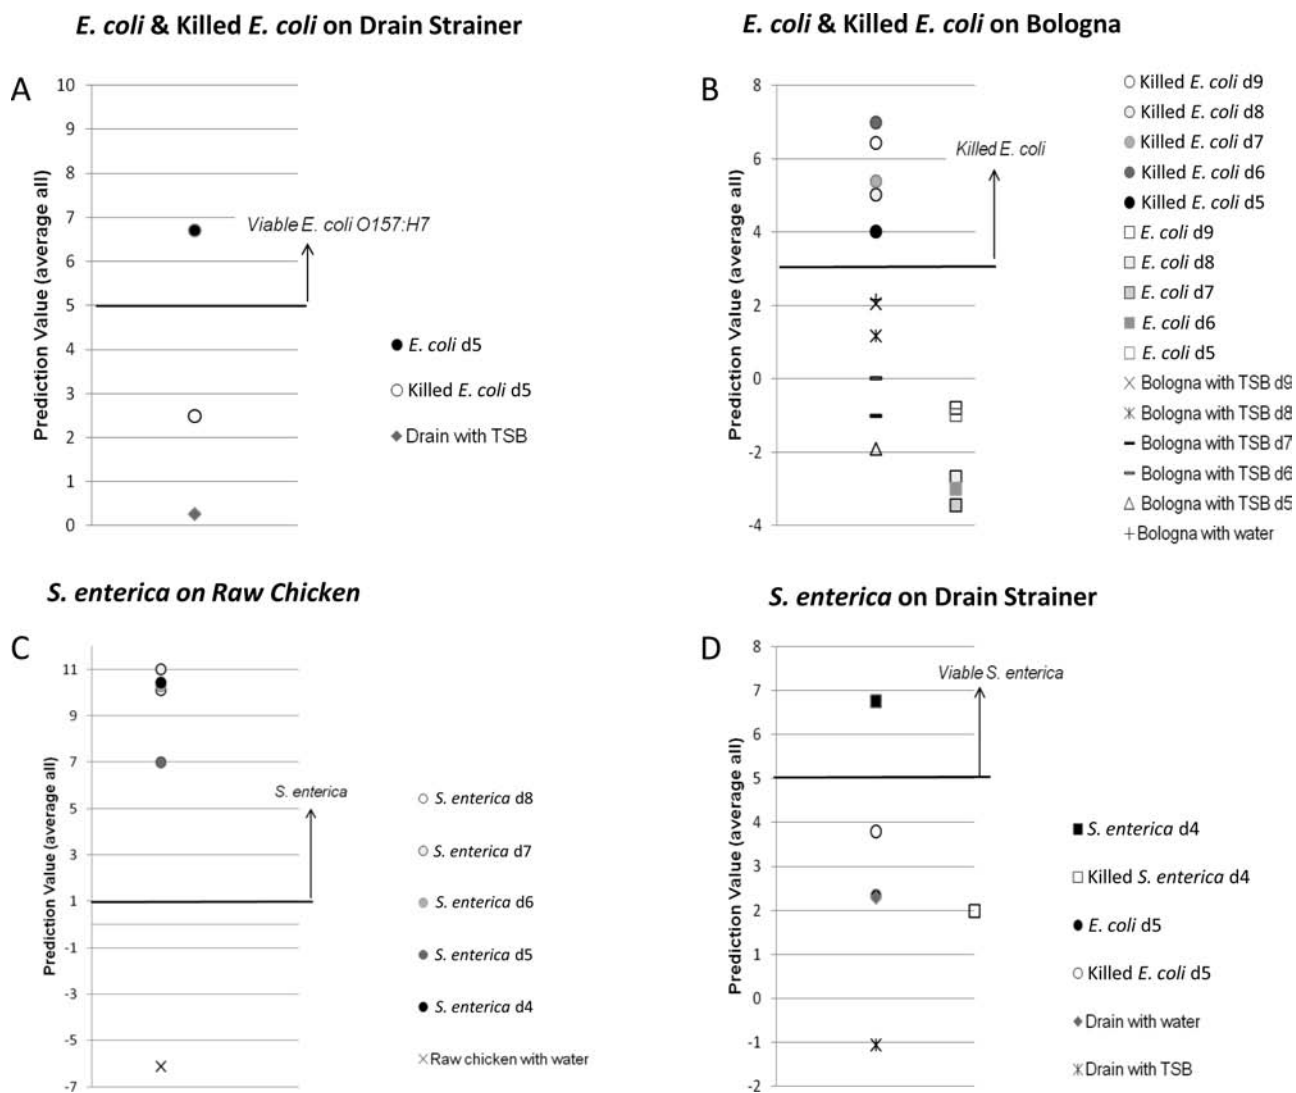 E. coli & Killed E. coli on Drain Strainer
A
Prediction Value (average all)
10
9
8
7
6
5
4
3
2
1
0
Viable E. coli O157:H7
E. coli d5
Killed E. coli d5
Drain with TSB
E. coli & Killed E. coli on Bologna
B
Prediction Value (average all)
8
6
4
2
0
-2
-4
Killed E. coli
Killed E. coli d9
Killed E. coli d8
Killed E. coli d7
Killed E. coli d6
Killed E. coli d5
E. coli d9
E. coli d8
E. coli d7
E. coli d6
E. coli d5
Bologna with TSB d9
Bologna with TSB d8
Bologna with TSB d7
Bologna with TSB d6
Bologna with TSB d5
Bologna with water
S. enterica on Raw Chicken
C
Prediction Value (average all)
11
9
7
5
3
1
-1
-3
-5
-7
S. enterica
S. enterica d8
S. enterica d7
S. enterica d6
S. enterica d5
S. enterica d4
Raw chicken with water
S. enterica on Drain Strainer
D
Prediction Value (average all)
8
7
6
5
4
3
2
1
0
-1
-2
Viable S. enterica
S. enterica d4
Killed S. enterica d4
E. coli d5
Killed E. coli d5
Drain with water
Drain with TSB